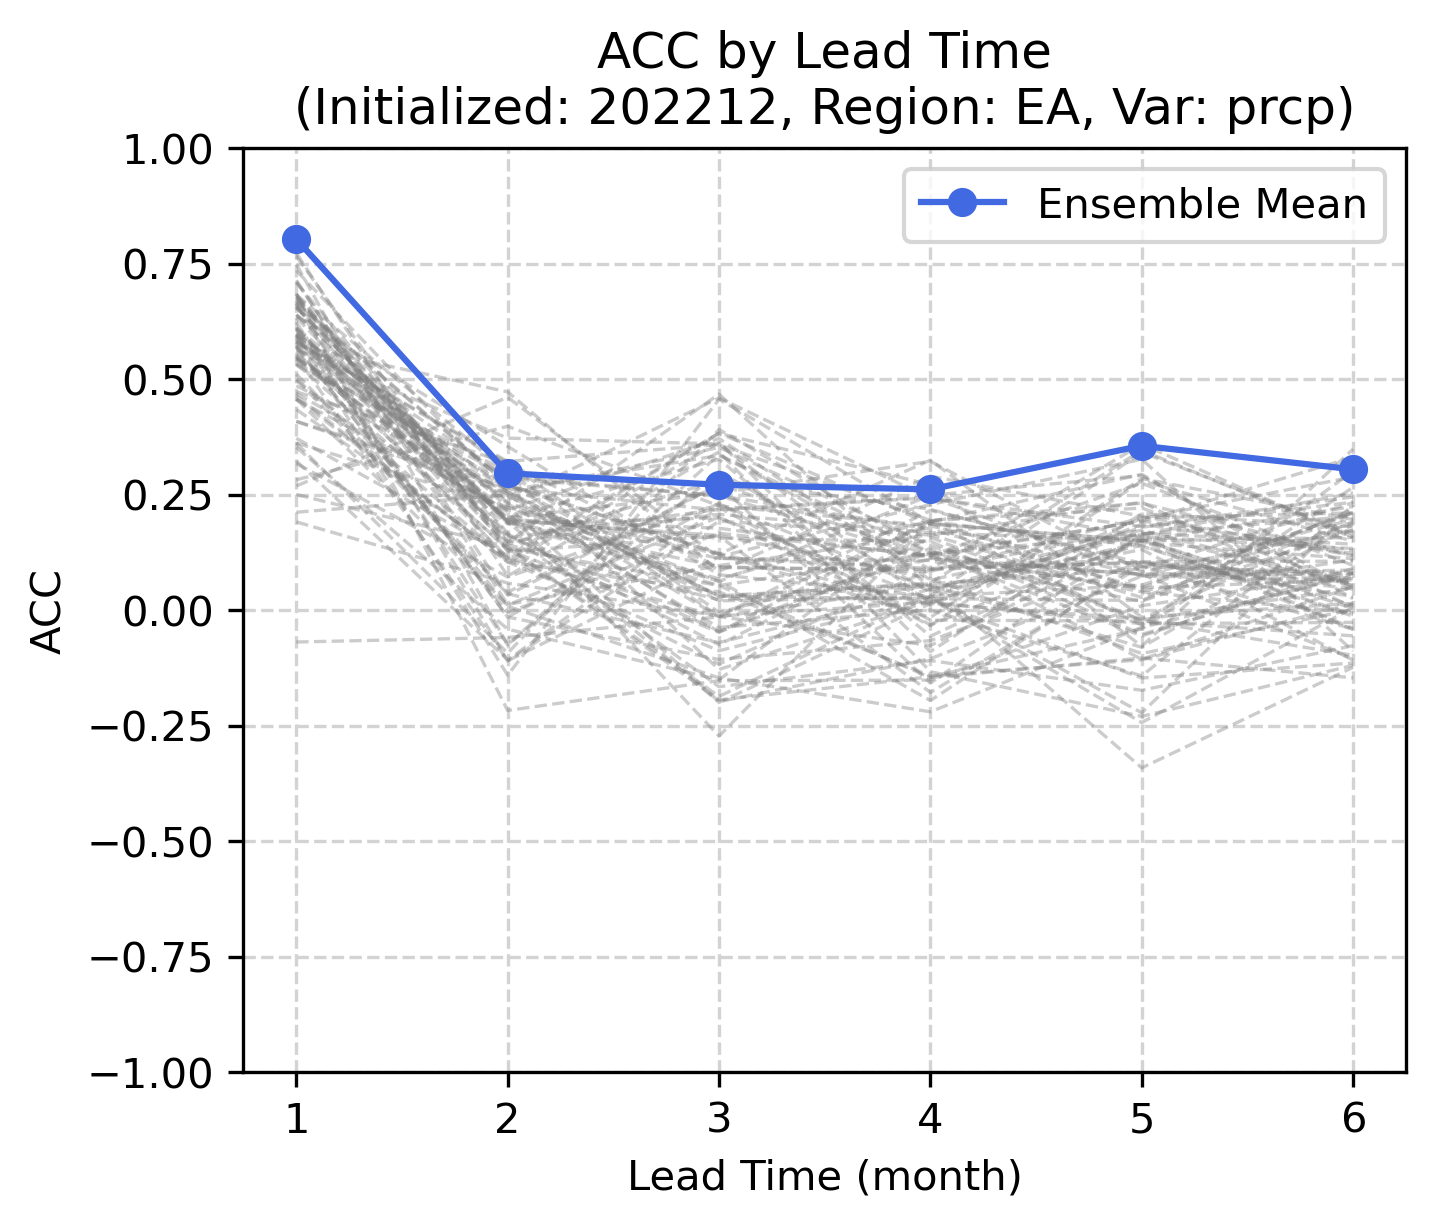 ACC by Lead Time
(Initialized: 202212, Region: EA, Var: prcp)
Ensemble Mean
1.00
0.75
0.50
0.25
0.00
−0.25
−0.50
−0.75
−1.00
ACC
1 2 3 4 5 6
Lead Time (month)